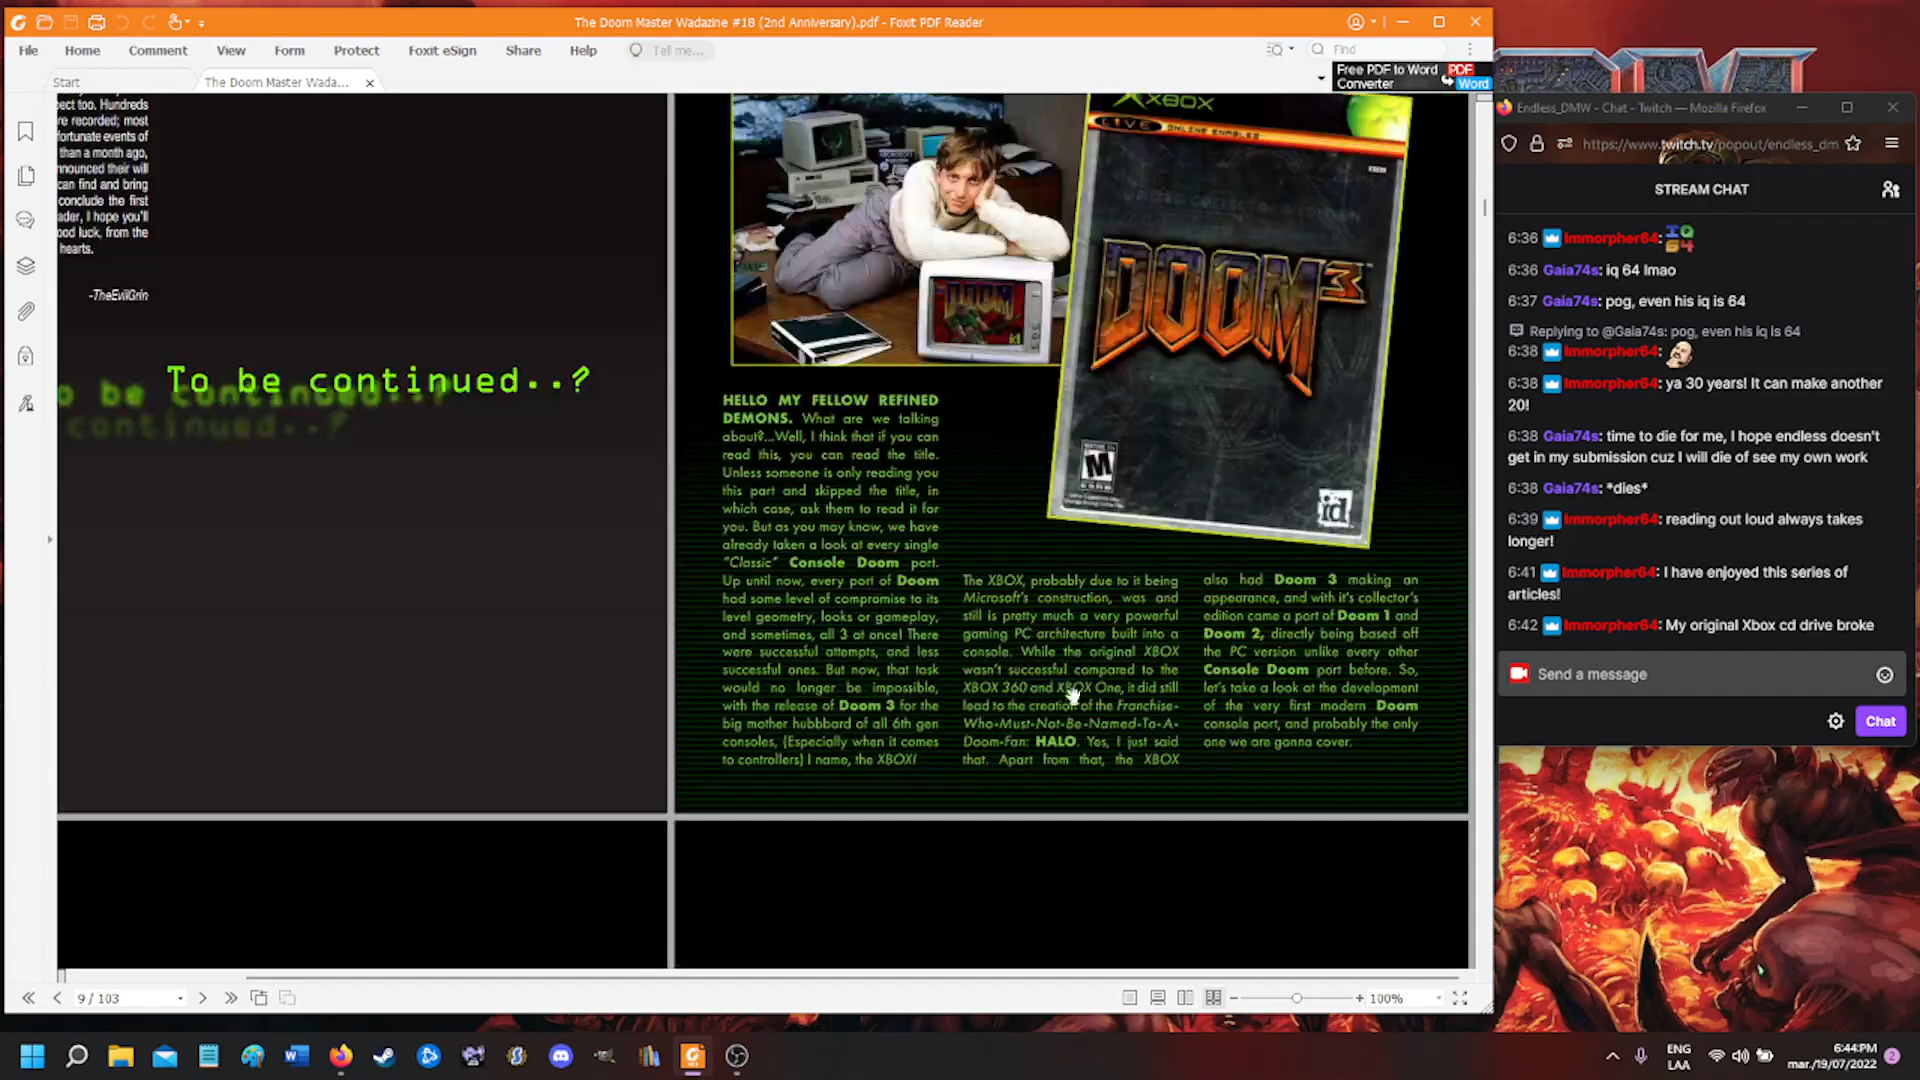 The Doom Master Wadazine #18 (2nd Anniversary).pdf - Foxit PDF Reader
File Home Comment View Form Protect Foxit eSign Share Help Tell me... Find
Start The Doom Master Wada...
Free PDF to Word PDF
Converter Word
ect too. Hundreds
re recorded; most
fortunate events of
than a month ago,
nnounced their will
can find and bring
conclude the first
ader, I hope you'll
ood luck, from the
hearts.
-TheEvilGrin
To be continued..?
o be continued..?
continued..?
XBOX
LIVE ONLINE ENABLED
DOOM
DOOM 3
M
id
HELLO MY FELLOW REFINED
DEMONS. What are we talking
about?...Well, I think that if you can
read this, you can read the title.
Unless someone is only reading you
this part and skipped the title, in
which case, ask them to read it for
you. But as you may know, we have
already taken a look at every single
"Classic" Console Doom port.
Up until now, every port of Doom
had some level of compromise to its
level geometry, looks or gameplay,
and sometimes, all 3 at once! There
were successful attempts, and less
successful ones. But now, that task
would no longer be impossible,
with the release of Doom 3 for the
big mother hubbbard of all 6th gen
consoles, (Especially when it comes
to controllers) I name, the XBOX!
The XBOX, probably due to it being
Microsoft's construction, was and
still is pretty much a very powerful
gaming PC architecture built into a
console. While the original XBOX
wasn't successful compared to the
XBOX 360 and XBOX One, it did still
lead to the creation of the Franchise-
Who-Must-Not-Be-Named-To-A-
Doom-Fan: HALO. Yes, I just said
that. Apart from that, the XBOX
also had Doom 3 making an
appearance, and with it's collector's
edition came a port of Doom 1 and
Doom 2, directly being based off
the PC version unlike every other
Console Doom port before. So,
let's take a look at the development
of the very first modern Doom
console port, and probably the only
one we are gonna cover.
9 / 103
100%
Endless_DMW - Chat - Twitch — Mozilla Firefox
https://www.twitch.tv/popout/endless_dm
STREAM CHAT
6:36 Immorpher64: IQ 64
6:36 Gaia74s: iq 64 lmao
6:37 Gaia74s: pog, even his iq is 64
Replying to @Gaia74s: pog, even his iq is 64
6:38 Immorpher64:
6:38 Immorpher64: ya 30 years! It can make another
20!
6:38 Gaia74s: time to die for me, I hope endless doesn't
get in my submission cuz I will die of see my own work
6:38 Gaia74s: *dies*
6:39 Immorpher64: reading out loud always takes
longer!
6:41 Immorpher64: I have enjoyed this series of
articles!
6:42 Immorpher64: My original Xbox cd drive broke
Send a message
Chat
ENG
LAA
6:44:PM
mar./19/07/2022
2